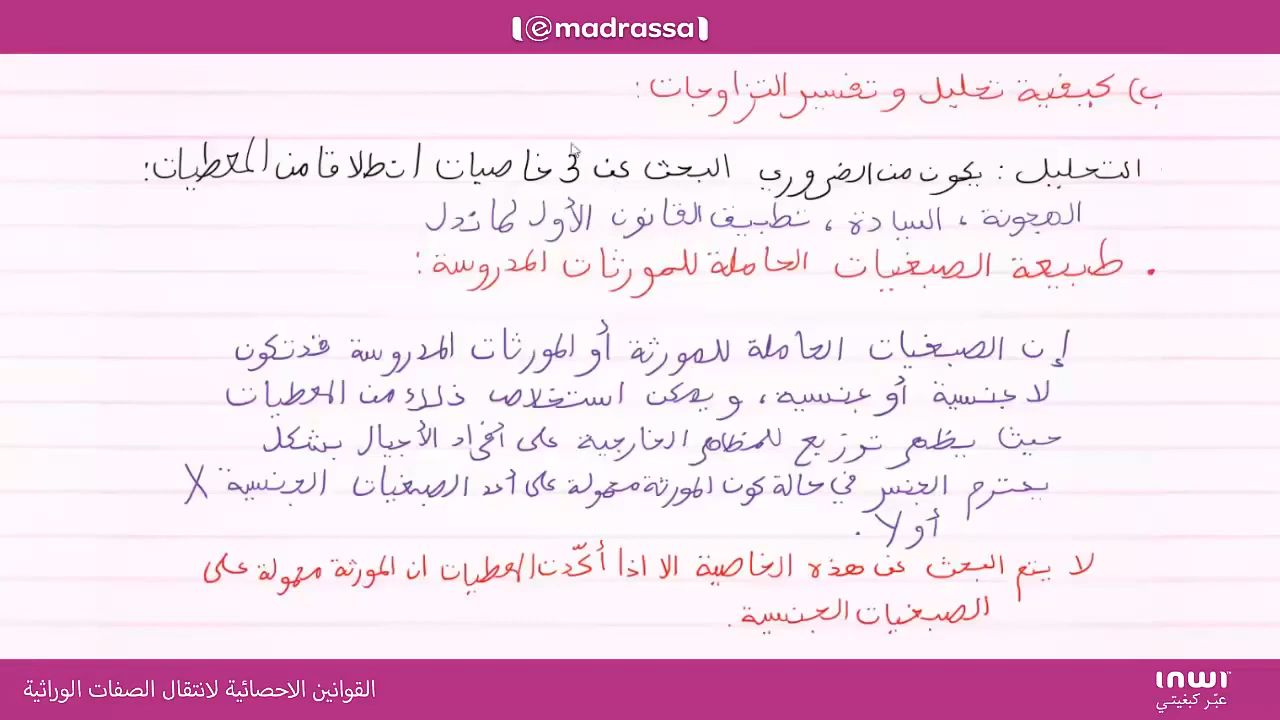 emadrassa
ب) كيفية تحليل و تفسير التزاوجات :
التحليل : يكون من الضروري البحث عن 3 خاصيات انطلاقا من المعطيات :
الهجونة ، السيادة ، تطبيق القانون الأول لماندل
. طبيعة الصبغيات الحاملة للمورثات المدروسة :
إن الصبغيات الحاملة للمورثة أو المورثات المدروسة قد تكون
لا جنسية أو جنسية ، و يمكن استخلاص ذلك من المعطيات
حيث يظهر توزيع للمظاهر الخارجية على أفراد الأجيال بشكل
يحترم الجنس في حالة كون المورثة محمولة على أحد الصبغيات الجنسية X
أو لا .
لا يتم البحث عن هذه الخاصية الا اذا أكدت المعطيات ان المورثة محمولة على
الصبغيات الجنسية .
القوانين الاحصائية لانتقال الصفات الوراثية
inwi
عبّر كبغيتي